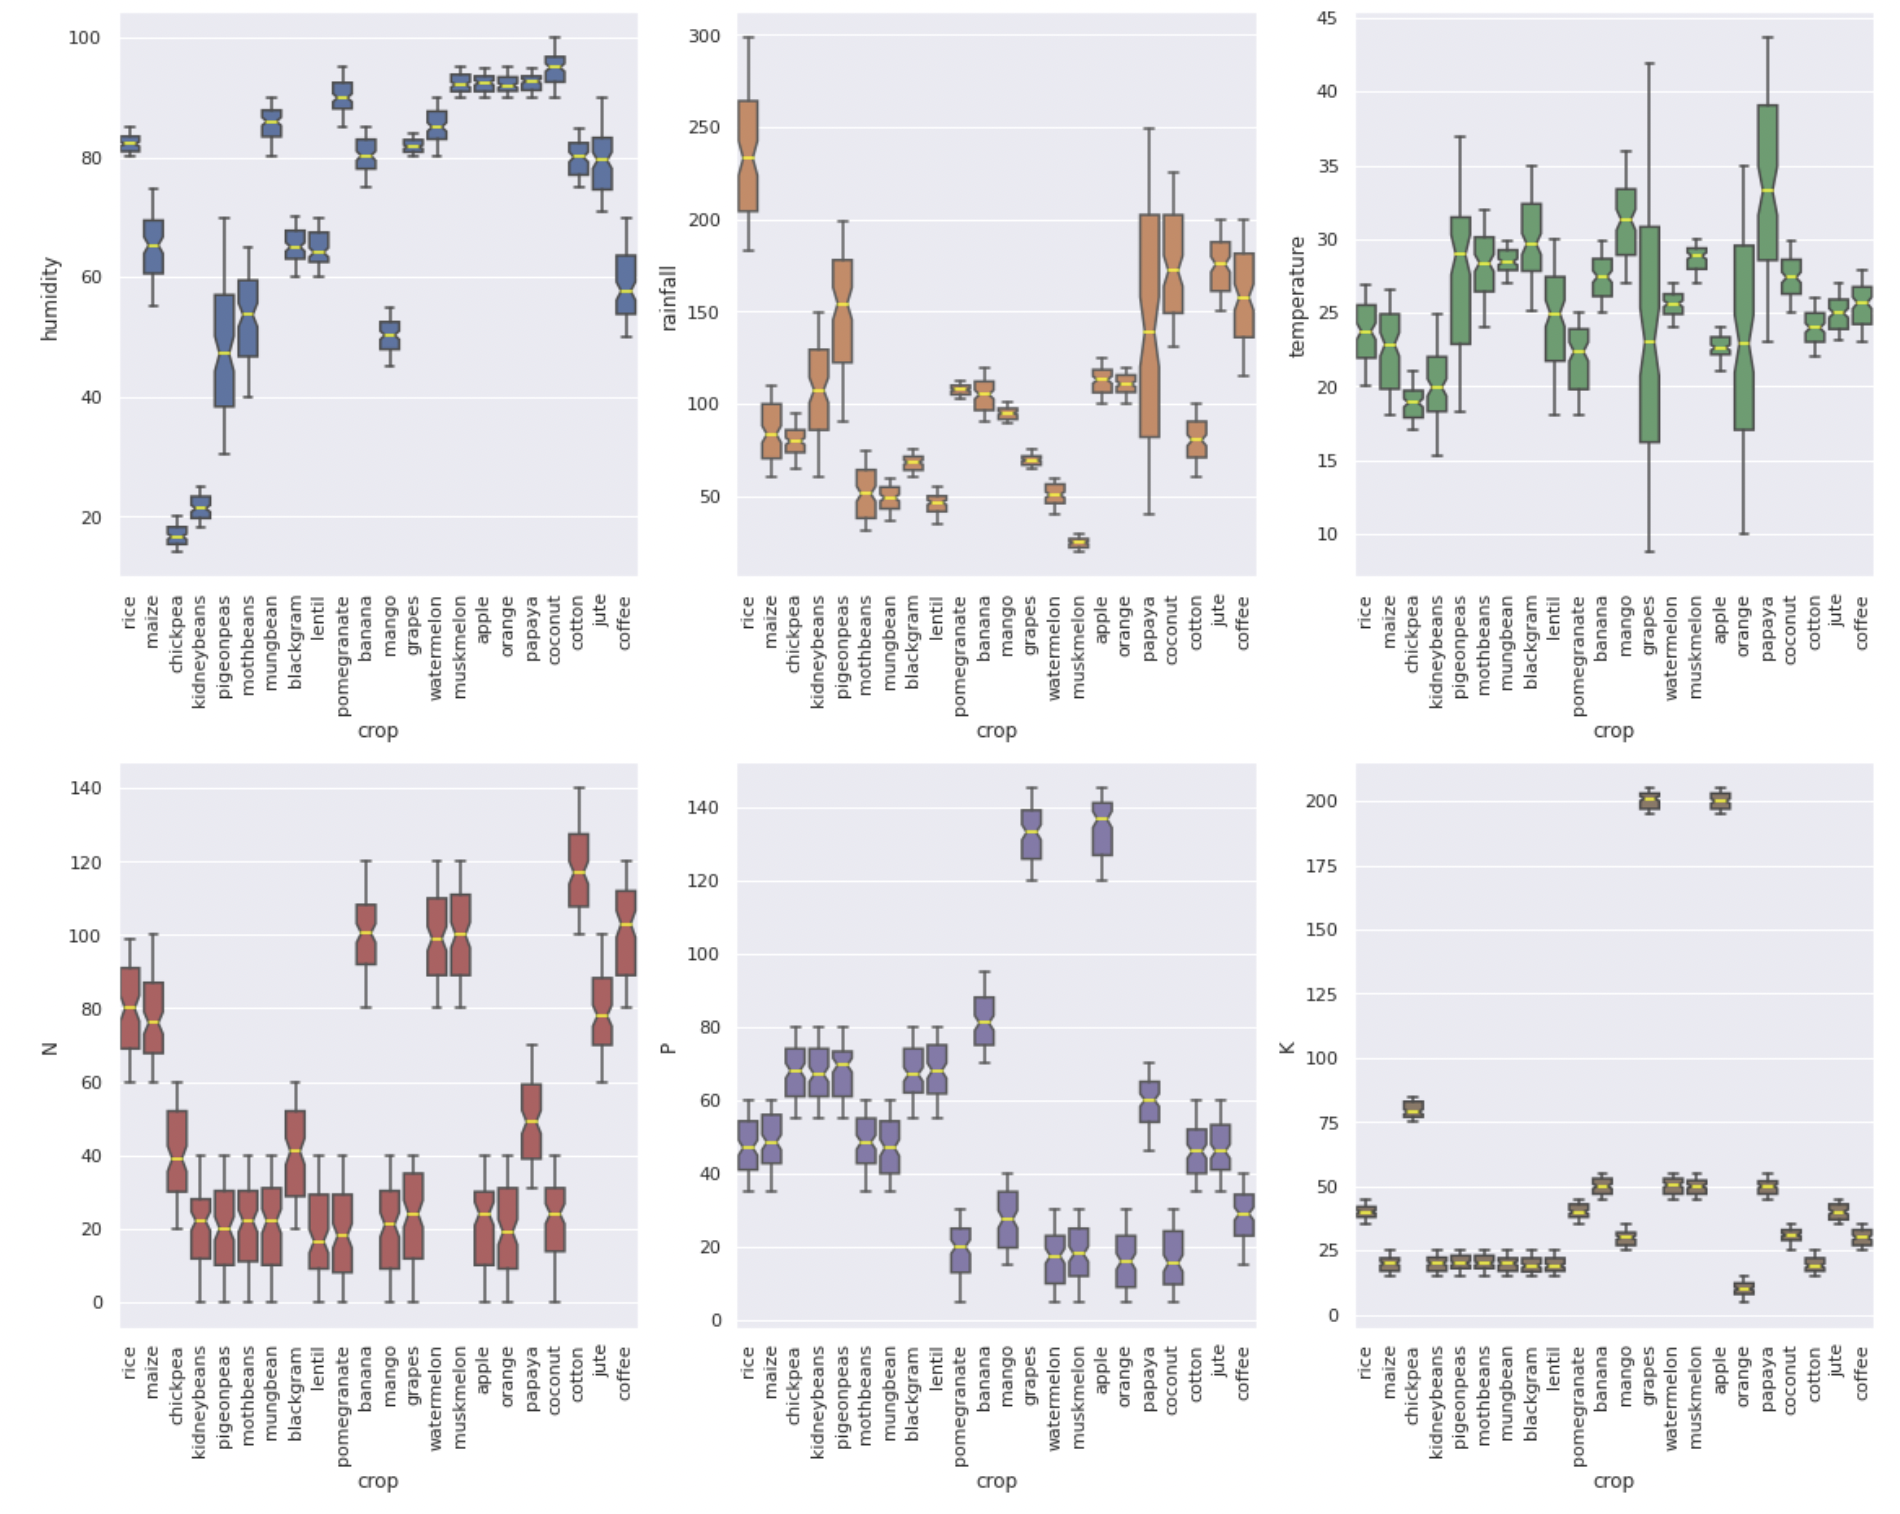 humidity
100
80
60
40
20
rice
maize
chickpea
kidneybeans
pigeonpeas
mothbeans
mungbean
blackgram
lentil
pomegranate
banana
mango
grapes
watermelon
muskmelon
apple
orange
papaya
coconut
cotton
jute
coffee
crop
rainfall
300
250
200
150
100
50
rice
maize
chickpea
kidneybeans
pigeonpeas
mothbeans
mungbean
blackgram
lentil
pomegranate
banana
mango
grapes
watermelon
muskmelon
apple
orange
papaya
coconut
cotton
jute
coffee
crop
temperature
45
40
35
30
25
20
15
10
rice
maize
chickpea
kidneybeans
pigeonpeas
mothbeans
mungbean
blackgram
lentil
pomegranate
banana
mango
grapes
watermelon
muskmelon
apple
orange
papaya
coconut
cotton
jute
coffee
crop
N
140
120
100
80
60
40
20
0
rice
maize
chickpea
kidneybeans
pigeonpeas
mothbeans
mungbean
blackgram
lentil
pomegranate
banana
mango
grapes
watermelon
muskmelon
apple
orange
papaya
coconut
cotton
jute
coffee
crop
P
140
120
100
80
60
40
20
0
rice
maize
chickpea
kidneybeans
pigeonpeas
mothbeans
mungbean
blackgram
lentil
pomegranate
banana
mango
grapes
watermelon
muskmelon
apple
orange
papaya
coconut
cotton
jute
coffee
crop
K
200
175
150
125
100
75
50
25
0
rice
maize
chickpea
kidneybeans
pigeonpeas
mothbeans
mungbean
blackgram
lentil
pomegranate
banana
mango
grapes
watermelon
muskmelon
apple
orange
papaya
coconut
cotton
jute
coffee
crop